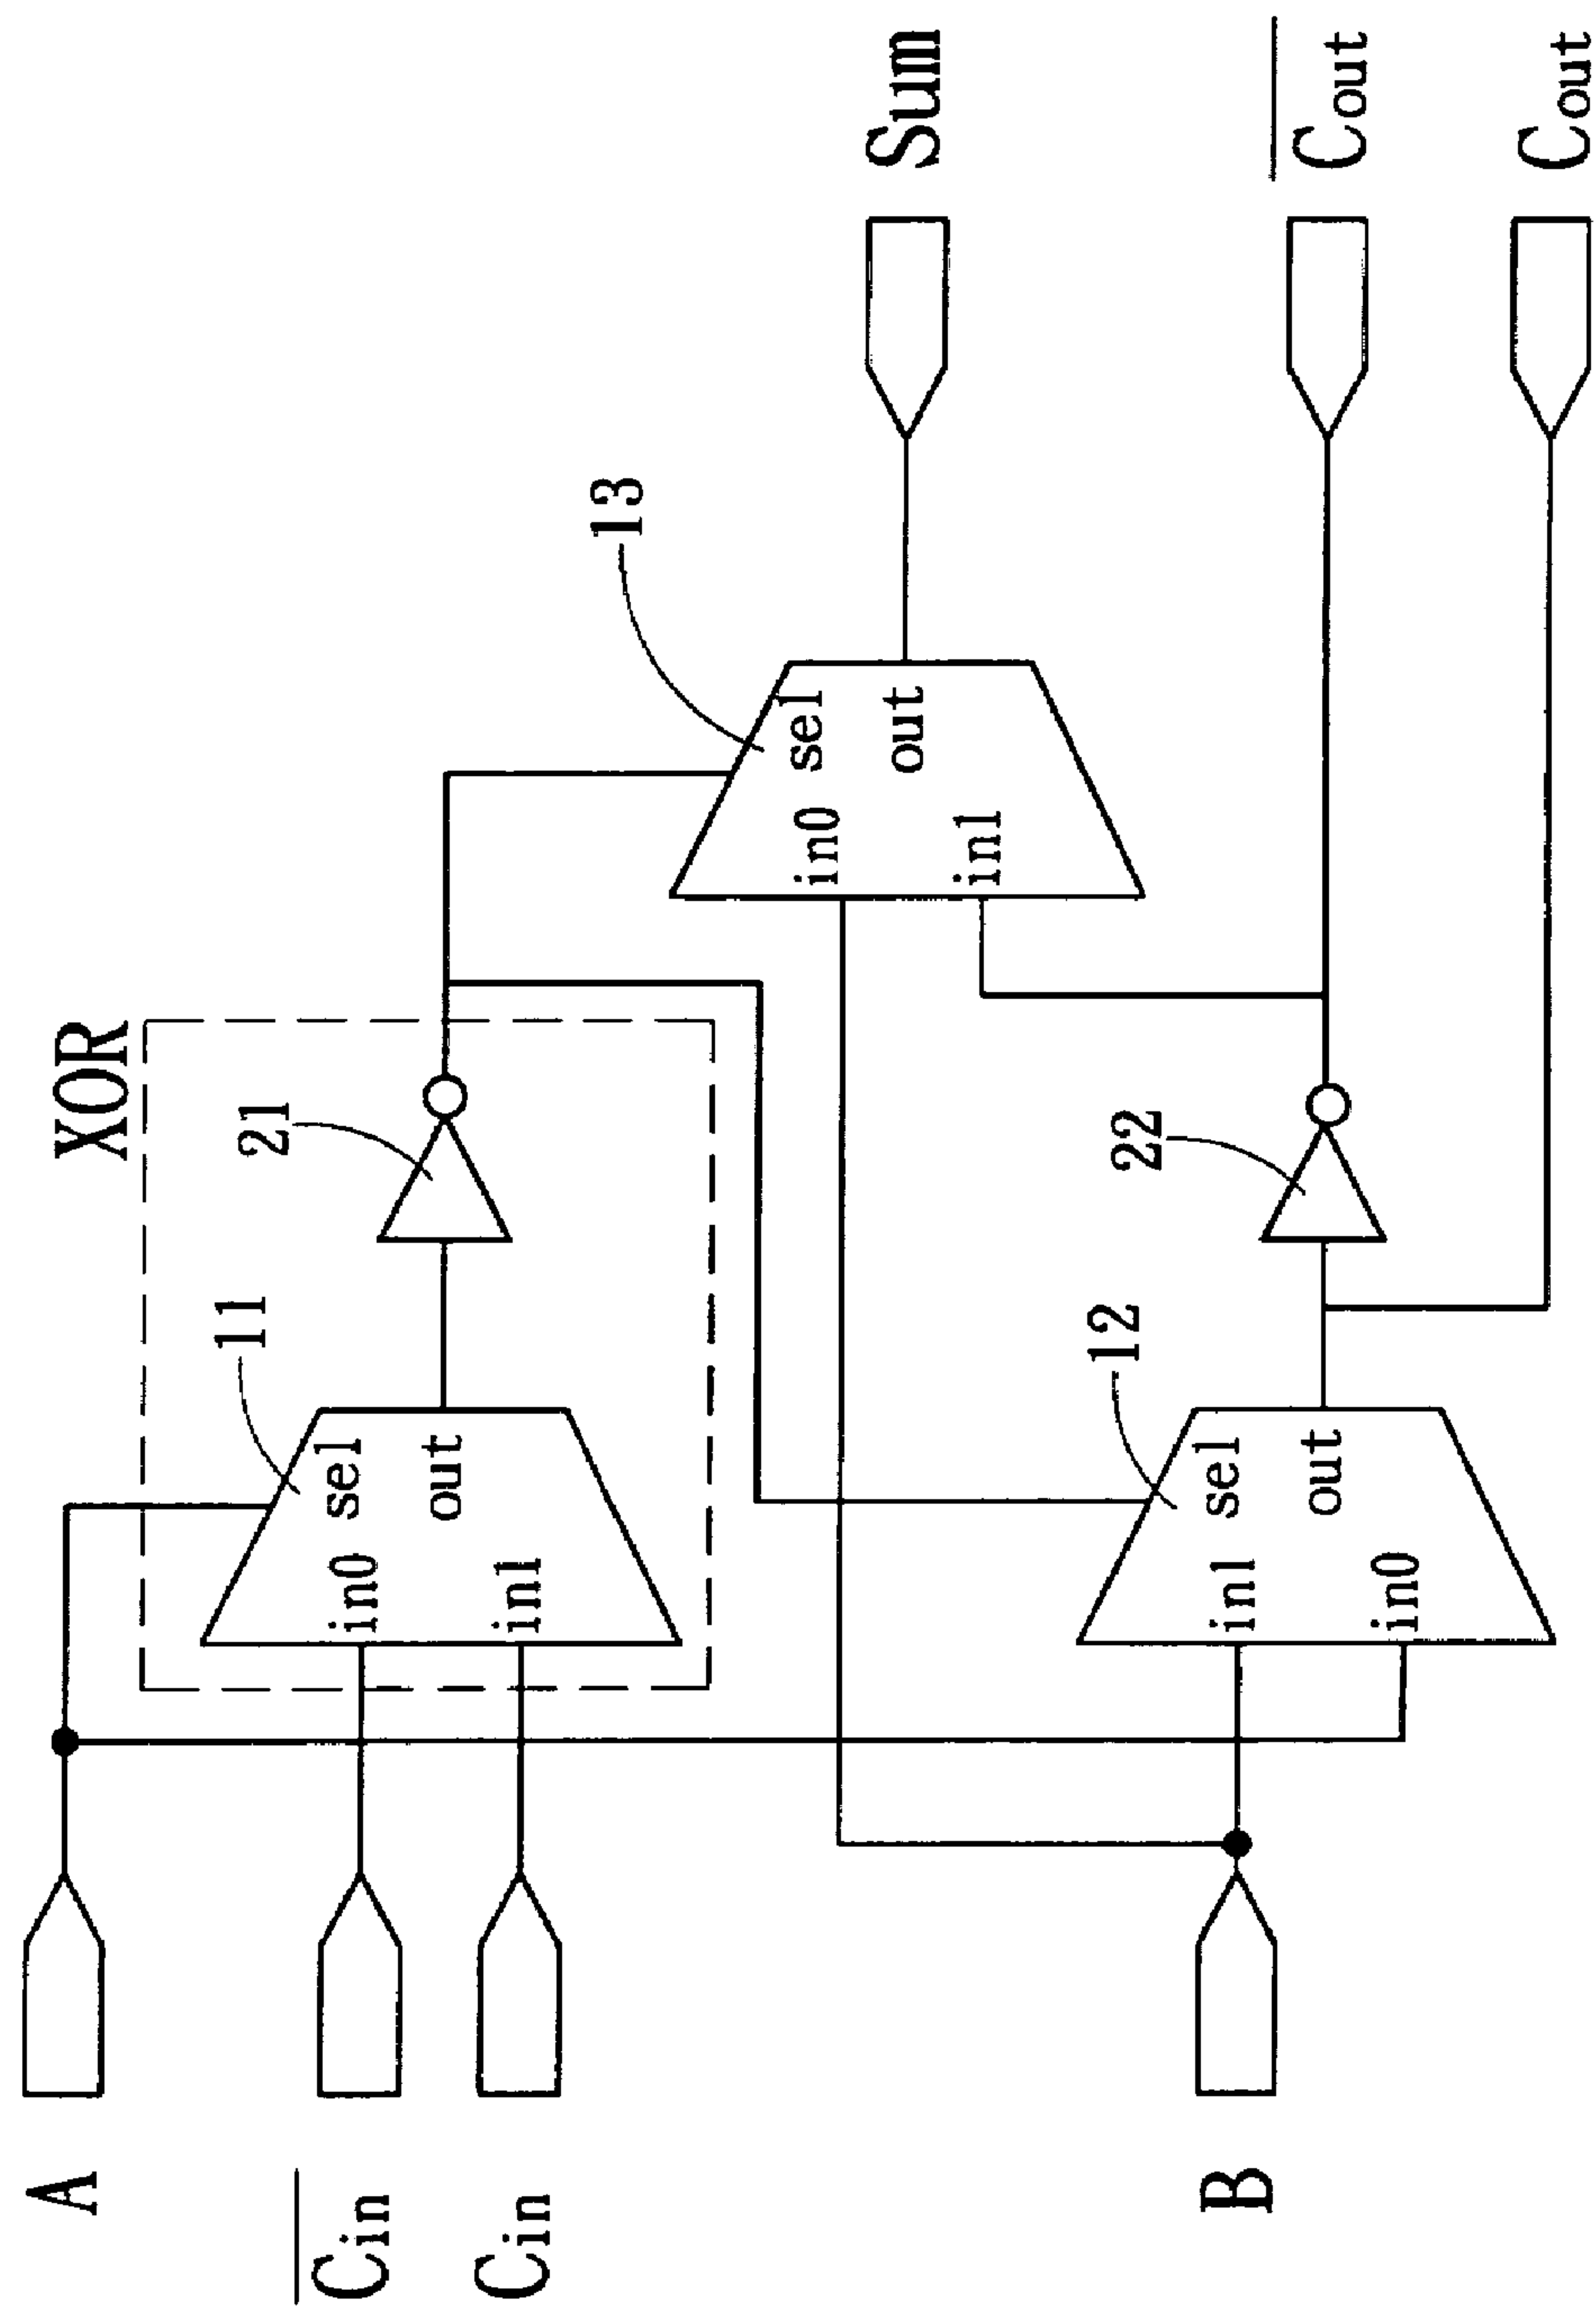 A
XOR
21
11
in0 sel
out
in1
C̅in
Cin
13
in0 sel
out
in1
Sum
12
22
in1 sel
out
in0
B
C̅out
Cout